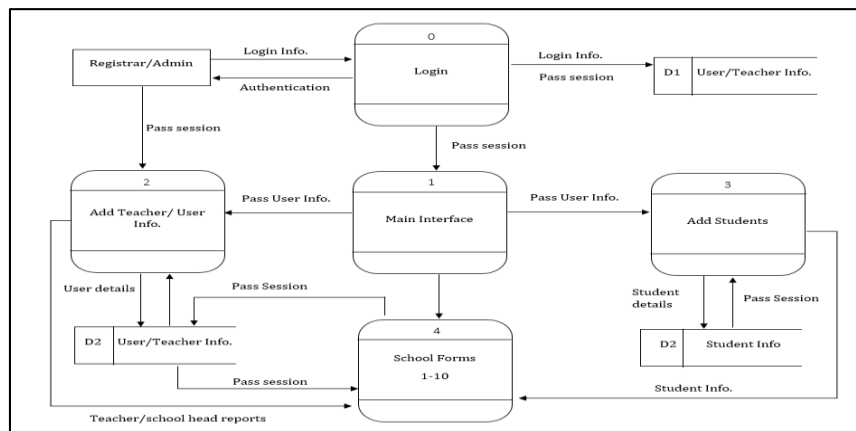 0
Login Info.
Login Info.
Registrar/Admin
Login
D1
User/Teacher Info.
Authentication
Pass session
Pass session
Pass session
2
1
3
Pass User Info.
Pass User Info.
Add Teacher/ User
Info.
Main Interface
Add Students
User details
Pass Session
Student
details
Pass Session
4
D2
User/Teacher Info.
School Forms
1-10
D2
Student Info
Pass session
Student Info.
Teacher/school head reports